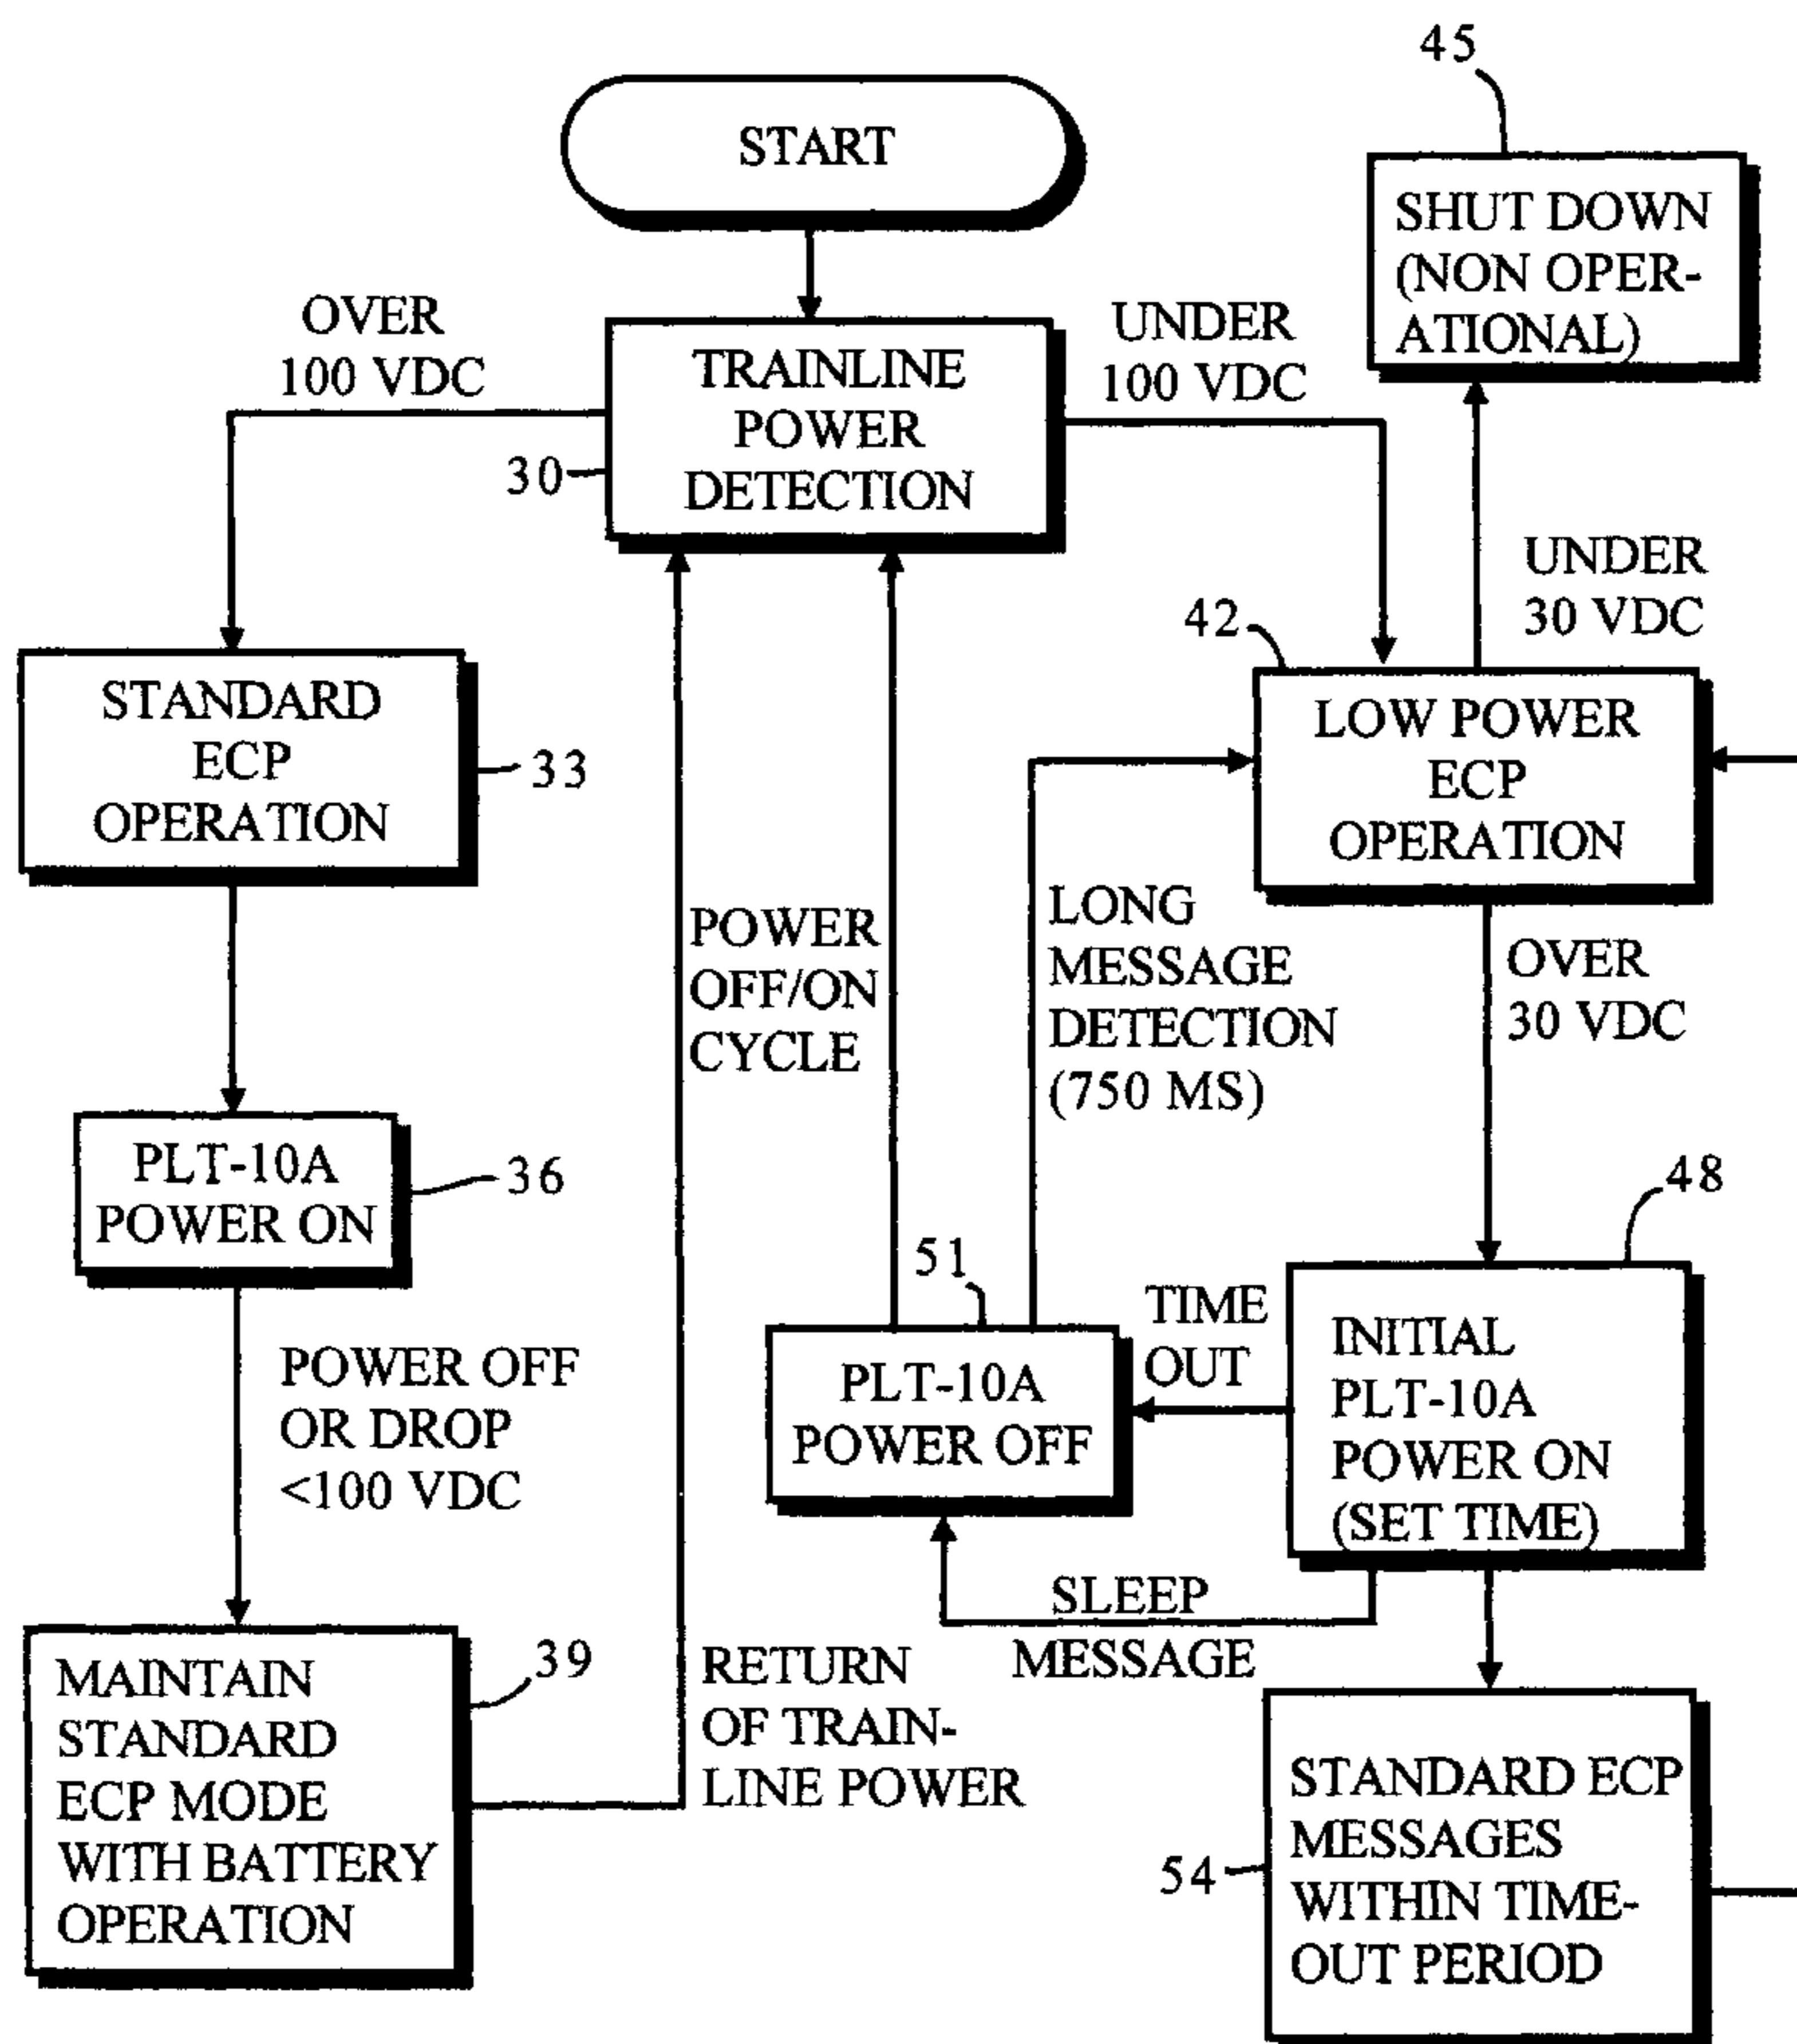 START
45
SHUT DOWN
(NON OPER-
ATIONAL)
OVER
100 VDC
TRAINLINE
POWER
DETECTION
30
UNDER
100 VDC
UNDER
30 VDC
42
LOW POWER
ECP
OPERATION
STANDARD
ECP
OPERATION
33
POWER
OFF/ON
CYCLE
LONG
MESSAGE
DETECTION
(750 MS)
OVER
30 VDC
PLT-10A
POWER ON
36
48
51
TIME
OUT
INITIAL
PLT-10A
POWER ON
(SET TIME)
PLT-10A
POWER OFF
POWER OFF
OR DROP
<100 VDC
SLEEP
MESSAGE
39
MAINTAIN
STANDARD
ECP MODE
WITH BATTERY
OPERATION
RETURN
OF TRAIN-
LINE POWER
54
STANDARD ECP
MESSAGES
WITHIN TIME-
OUT PERIOD